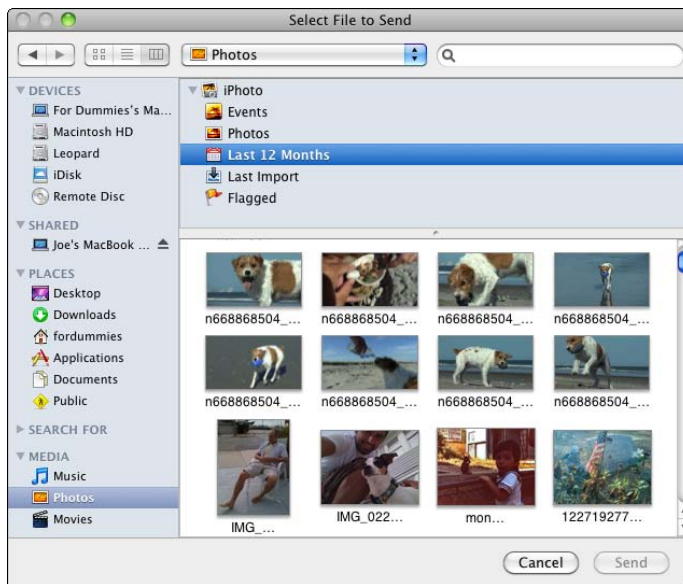 Select File to Send
Photos
DEVICES
For Dummies's Ma...
Macintosh HD
Leopard
iDisk
Remote Disc
SHARED
Joe's MacBook ...
PLACES
Desktop
Downloads
fordummies
Applications
Documents
Public
SEARCH FOR
MEDIA
Music
Photos
Movies
iPhoto
Events
Photos
Last 12 Months
Last Import
Flagged
n668868504_... n668868504_... n668868504_... n668868504_...
n668868504_... n668868504_... n668868504_... n668868504_...
IMG_... IMG_022... mon... 122719277...
Cancel Send